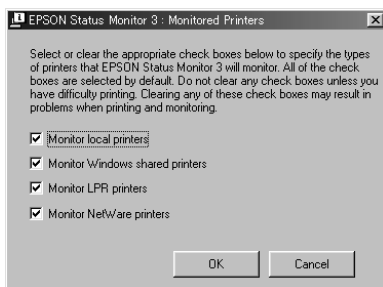 EPSON Status Monitor 3 : Monitored Printers
Select or clear the appropriate check boxes below to specify the types
of printers that EPSON Status Monitor 3 will monitor. All of the check
boxes are selected by default. Do not clear any check boxes unless you
have difficulty printing. Clearing any of these check boxes may result in
problems when printing and monitoring.
Monitor local printers
Monitor Windows shared printers
Monitor LPR printers
Monitor NetWare printers
OK Cancel